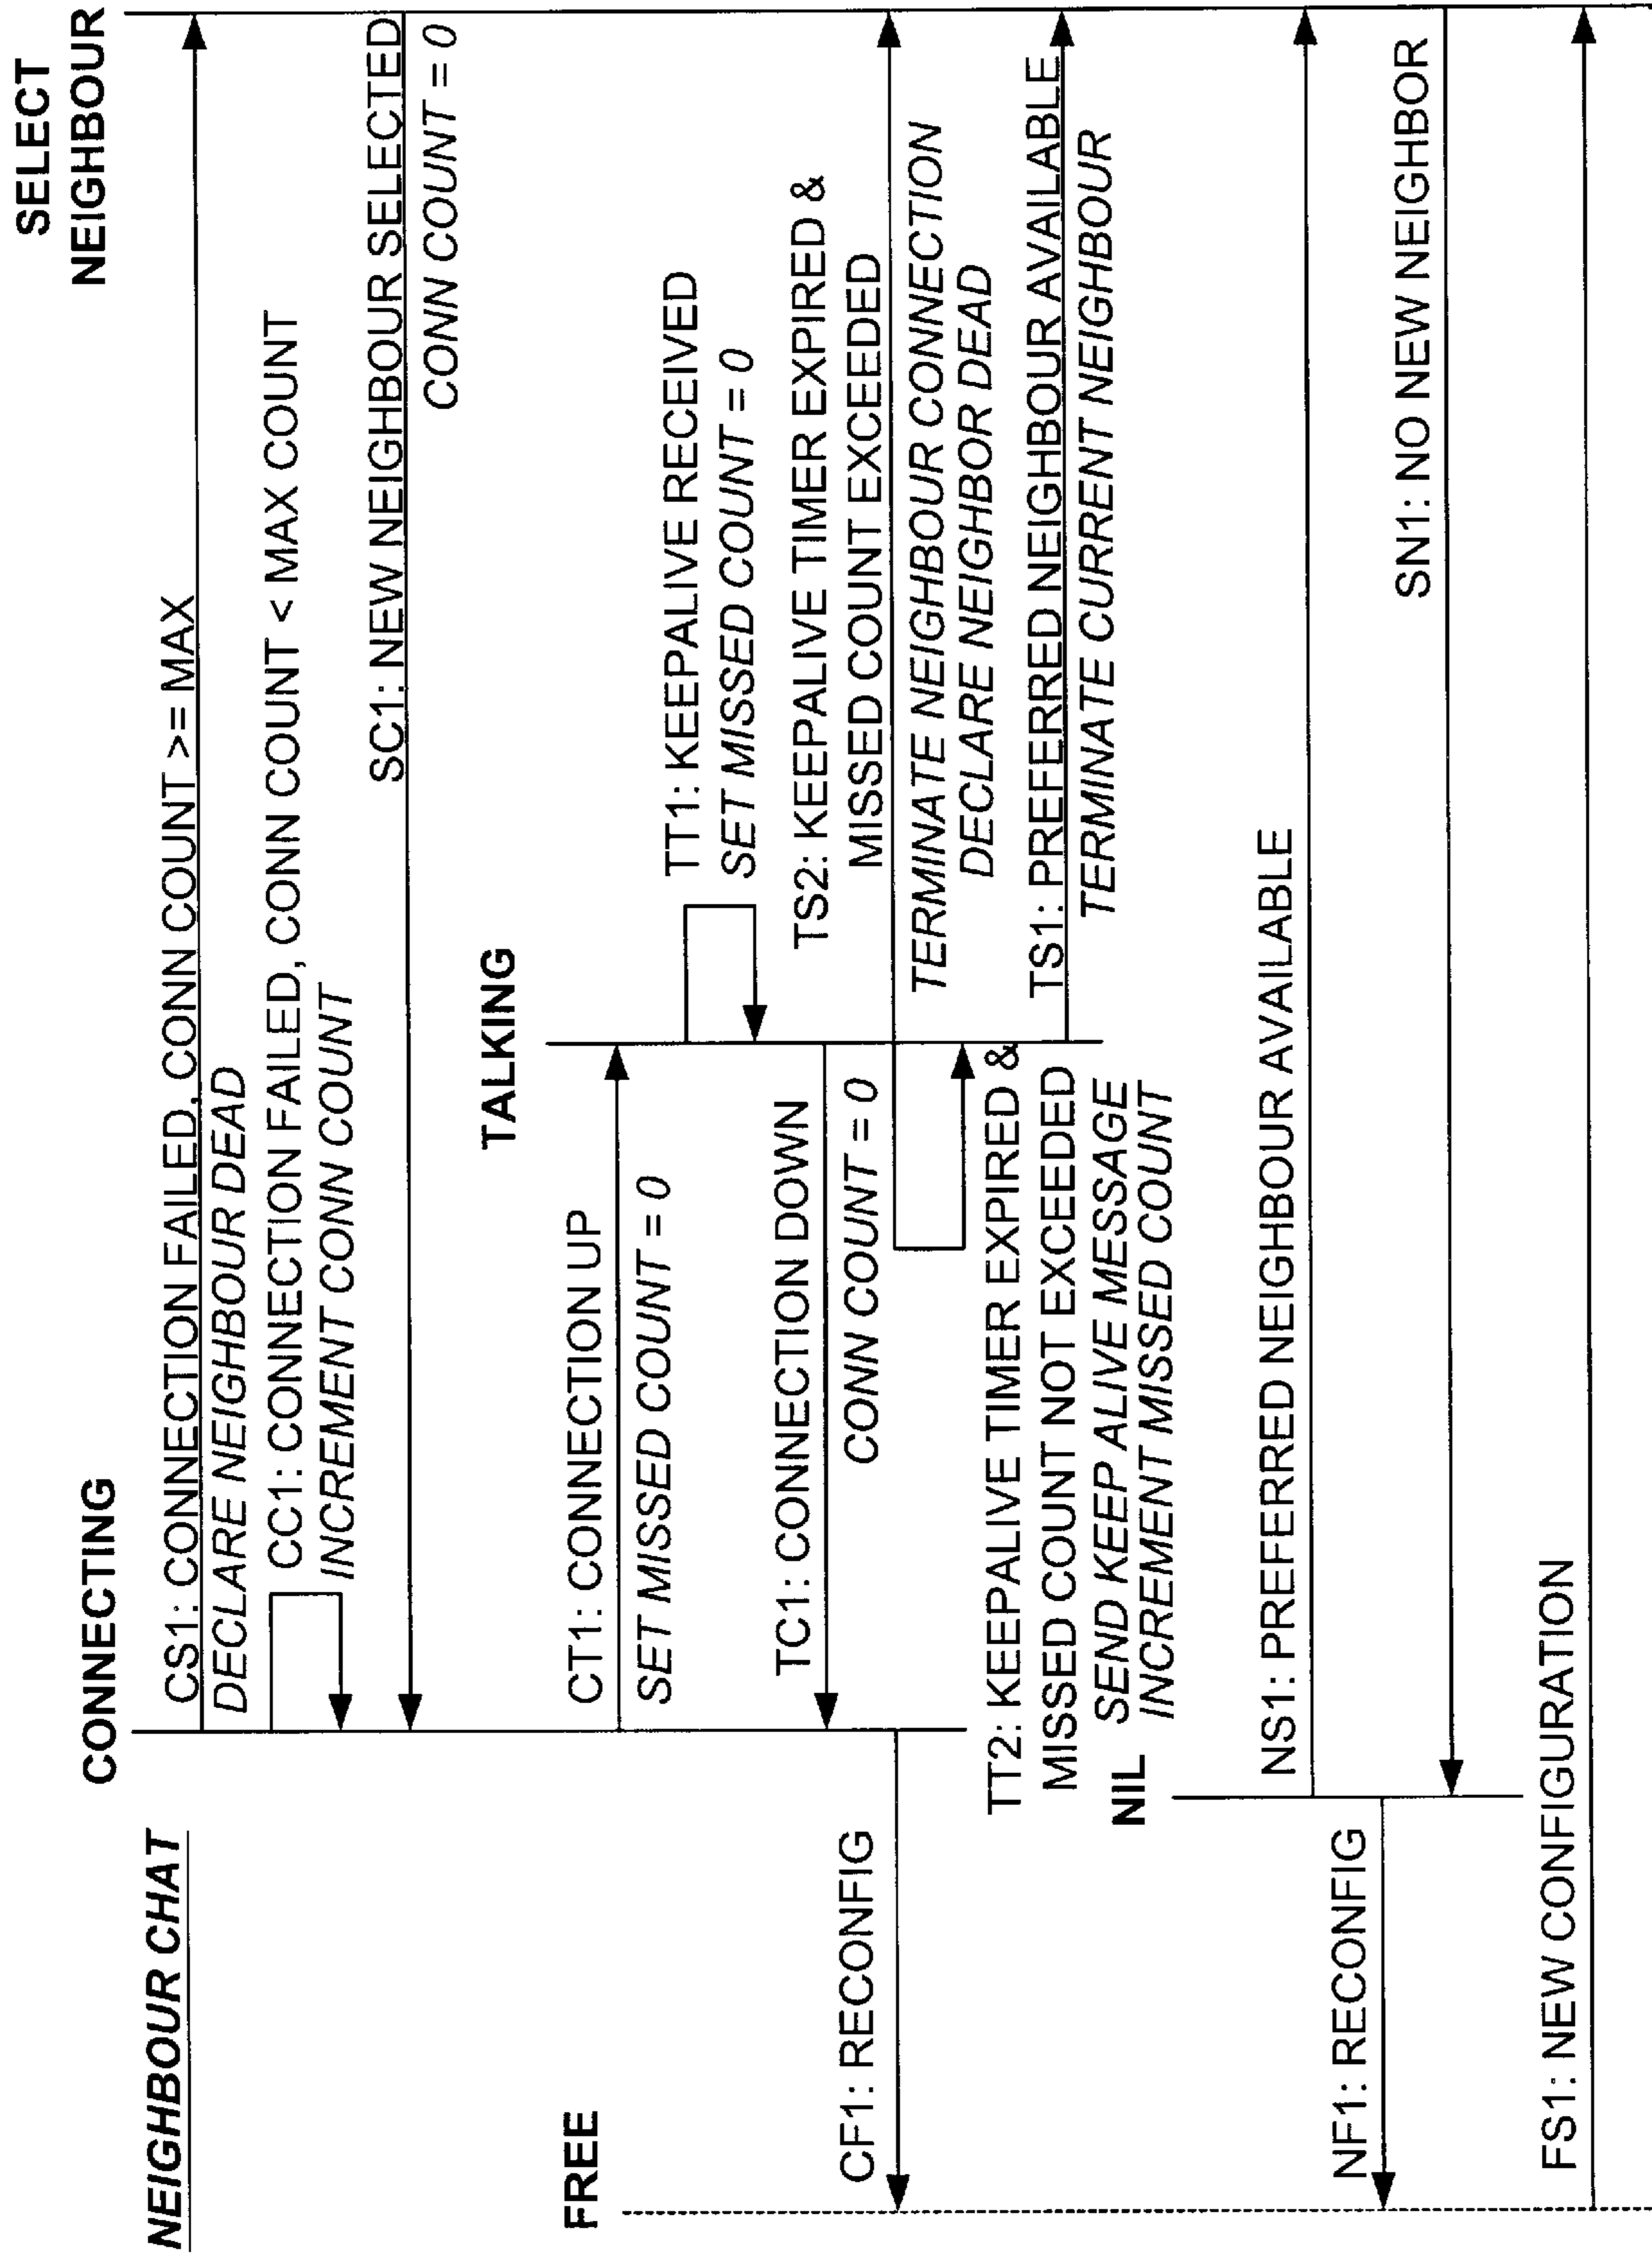 NEIGHBOUR CHAT
SELECT
NEIGHBOUR
CONNECTING
CS1: CONNECTION FAILED, CONN COUNT >= MAX
DECLARE NEIGHBOUR DEAD
CC1: CONNECTION FAILED, CONN COUNT < MAX COUNT
INCREMENT CONN COUNT
SC1: NEW NEIGHBOUR SELECTED
CONN COUNT = 0
TALKING
FREE
CT1: CONNECTION UP
SET MISSED COUNT = 0
TT1: KEEPALIVE RECEIVED
SET MISSED COUNT = 0
TC1: CONNECTION DOWN
CONN COUNT = 0
TS2: KEEPALIVE TIMER EXPIRED &
MISSED COUNT EXCEEDED
TERMINATE NEIGHBOUR CONNECTION
DECLARE NEIGHBOR DEAD
CF1: RECONFIG
TT2: KEEPALIVE TIMER EXPIRED &
MISSED COUNT NOT EXCEEDED
SEND KEEP ALIVE MESSAGE
INCREMENT MISSED COUNT
TS1: PREFERRED NEIGHBOUR AVAILABLE
TERMINATE CURRENT NEIGHBOUR
NIL
NS1: PREFERRED NEIGHBOUR AVAILABLE
NF1: RECONFIG
SN1: NO NEW NEIGHBOR
FS1: NEW CONFIGURATION